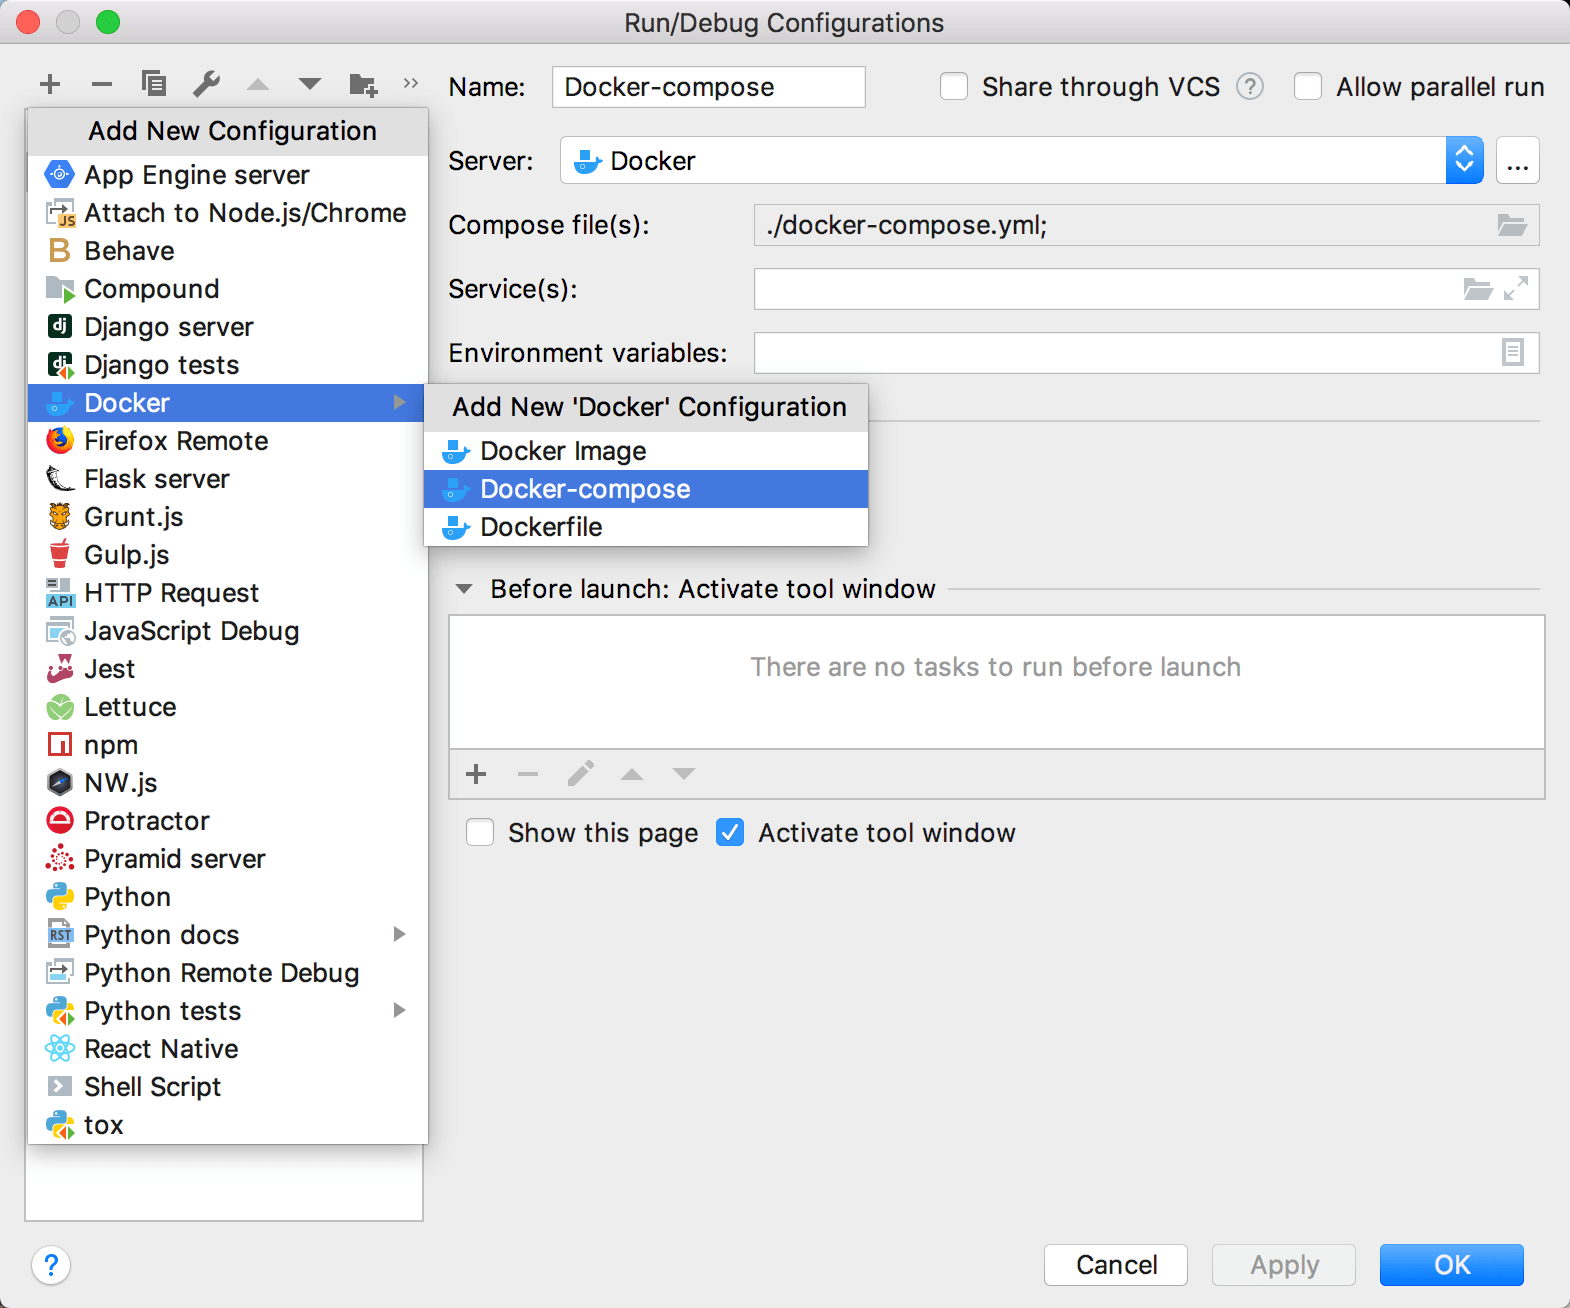 Run/Debug Configurations
Name: Docker-compose Share through VCS ? Allow parallel run
Add New Configuration
App Engine server
JS Attach to Node.js/Chrome
B Behave
Compound
dj Django server
dj Django tests
Docker
Firefox Remote
Flask server
Grunt.js
Gulp.js
API HTTP Request
JavaScript Debug
Jest
Lettuce
npm
NW.js
Protractor
Pyramid server
Python
RST Python docs
Python Remote Debug
Python tests
React Native
Shell Script
tox
Server: Docker ...
Compose file(s): ./docker-compose.yml;
Service(s):
Environment variables:
Add New 'Docker' Configuration
Docker Image
Docker-compose
Dockerfile
Before launch: Activate tool window
There are no tasks to run before launch
Show this page Activate tool window
? Cancel Apply OK